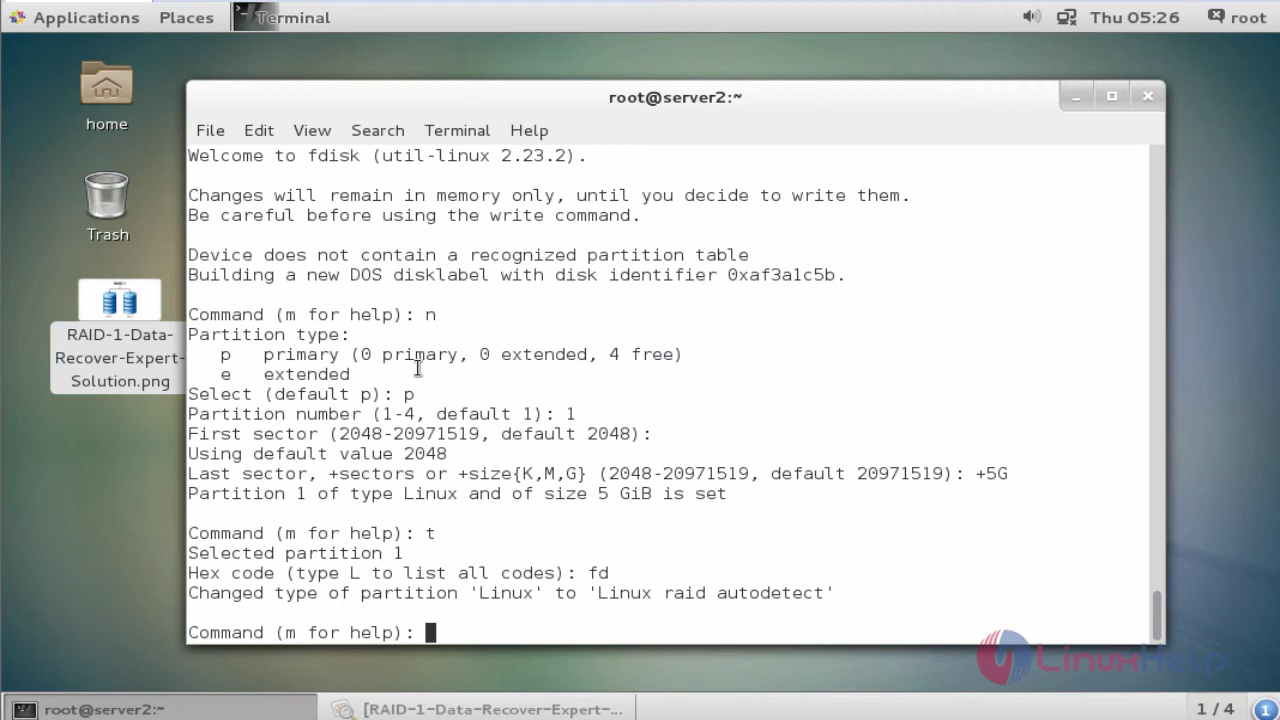 Applications Places Terminal Thu 05:26 root
home
Trash
RAID-1-Data-
Recover-Expert-
Solution.png
root@server2:~
File Edit View Search Terminal Help
Welcome to fdisk (util-linux 2.23.2).
Changes will remain in memory only, until you decide to write them.
Be careful before using the write command.
Device does not contain a recognized partition table
Building a new DOS disklabel with disk identifier 0xaf3a1c5b.
Command (m for help): n
Partition type:
p primary (0 primary, 0 extended, 4 free)
e extended
Select (default p): p
Partition number (1-4, default 1): 1
First sector (2048-20971519, default 2048):
Using default value 2048
Last sector, +sectors or +size{K,M,G} (2048-20971519, default 20971519): +5G
Partition 1 of type Linux and of size 5 GiB is set
Command (m for help): t
Selected partition 1
Hex code (type L to list all codes): fd
Changed type of partition 'Linux' to 'Linux raid autodetect'
Command (m for help):
LinuxHelp
root@server2:~ [RAID-1-Data-Recover-Expert-... 1 / 4 1